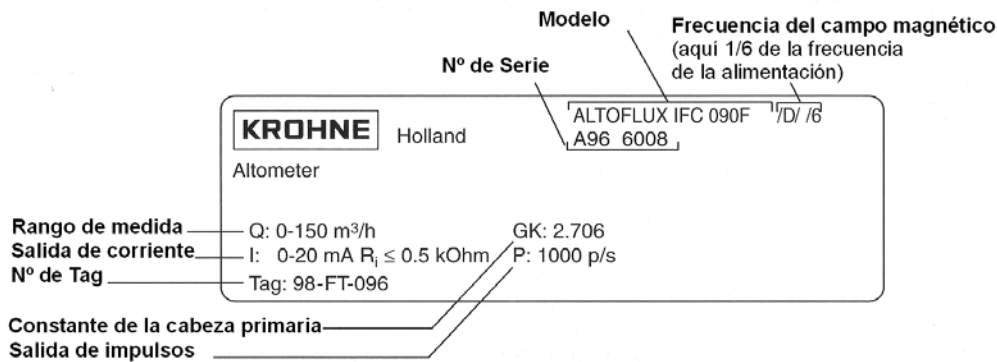 Modelo
Frecuencia del campo magnético
(aquí 1/6 de la frecuencia
de la alimentación)
Nº de Serie
KROHNE Holland
ALTOFLUX IFC 090F /D/ /6
A96 6008
Altometer
Rango de medida Q: 0-150 m³/h GK: 2.706
Salida de corriente I: 0-20 mA Rᵢ ≤ 0.5 kOhm P: 1000 p/s
Nº de Tag Tag: 98-FT-096
Constante de la cabeza primaria
Salida de impulsos